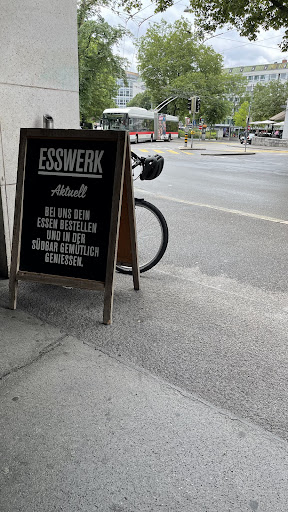 ESSWERK
Aktuell
BEI UNS DEIN
ESSEN BESTELLEN
UND IN DER
SÜDBAR GEMÜTLICH
GENIESSEN.